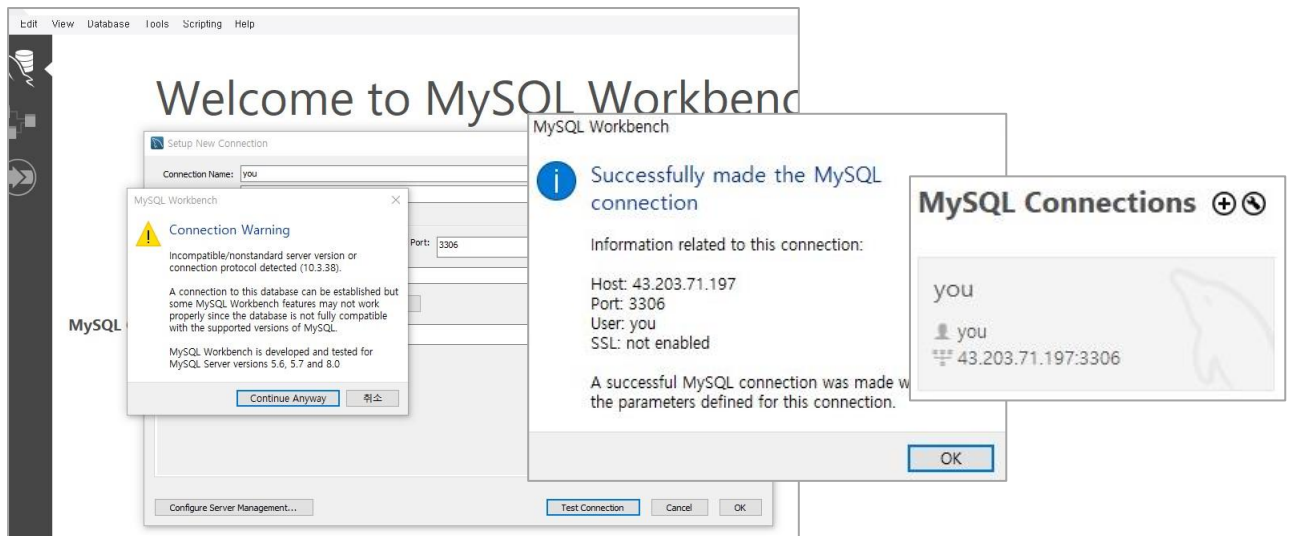 Edit View Database Tools Scripting Help
Welcome to MySQL Workbenc
Setup New Connection
Connection Name: you
MySQL Workbench
Connection Warning
Incompatible/nonstandard server version or
connection protocol detected (10.3.38).
A connection to this database can be established but
some MySQL Workbench features may not work
properly since the database is not fully compatible
with the supported versions of MySQL.
MySQL Workbench is developed and tested for
MySQL Server versions 5.6, 5.7 and 8.0
Continue Anyway 취소
Port: 3306
MySQL
Configure Server Management...
Test Connection Cancel OK
MySQL Workbench
Successfully made the MySQL
connection
Information related to this connection:
Host: 43.203.71.197
Port: 3306
User: you
SSL: not enabled
A successful MySQL connection was made w
the parameters defined for this connection.
OK
MySQL Connections
you
you
43.203.71.197:3306